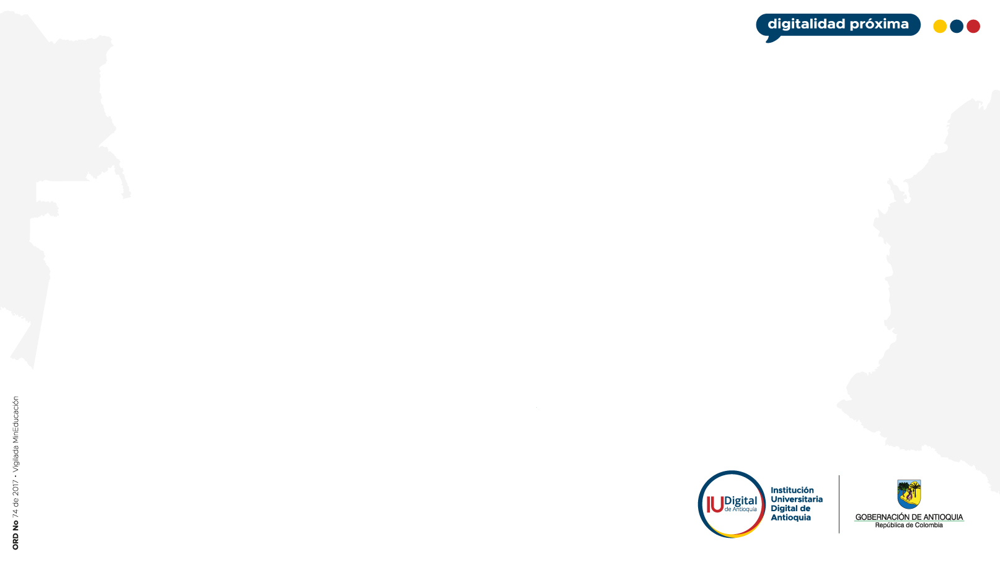 digitalidad próxima
ORD No 74 de 2017 • Vigilada MinEducación
IUDigital
de Antioquia
Institución
Universitaria
Digital de
Antioquia
GOBERNACIÓN DE ANTIOQUIA
República de Colombia